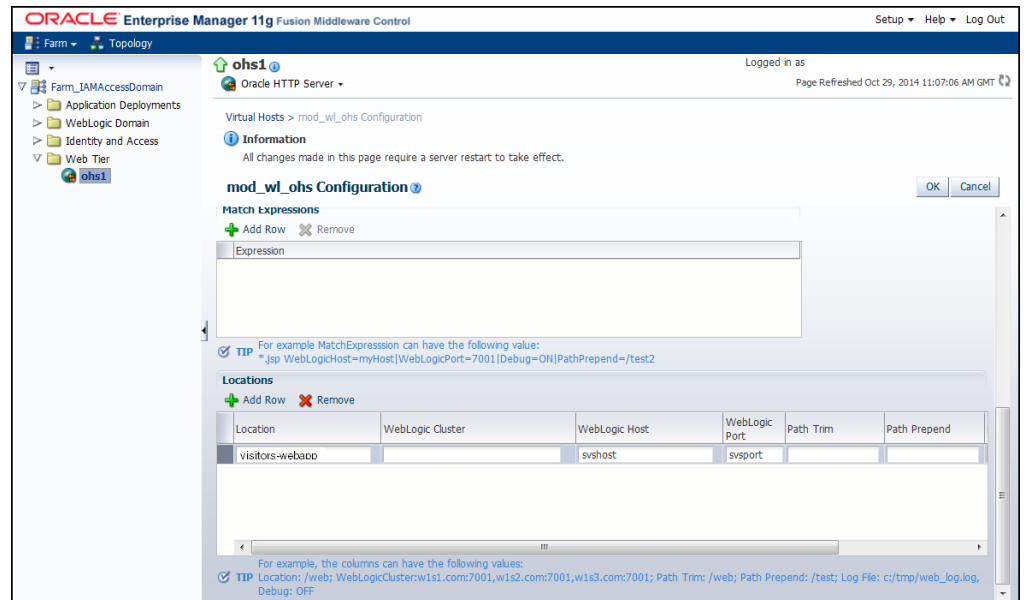 ORACLE Enterprise Manager 11g Fusion Middleware Control
Setup Help Log Out
Farm Topology
Farm_IAMAccessDomain
Application Deployments
WebLogic Domain
Identity and Access
Web Tier
ohs1
ohs1
Logged in as
Oracle HTTP Server
Page Refreshed Oct 29, 2014 11:07:06 AM GMT
Virtual Hosts > mod_wl_ohs Configuration
Information
All changes made in this page require a server restart to take effect.
mod_wl_ohs Configuration
OK Cancel
Match Expressions
Add Row Remove
Expression
TIP For example MatchExpresssion can have the following value:
*.jsp WebLogicHost=myHost|WebLogicPort=7001|Debug=ON|PathPrepend=/test2
Locations
Add Row Remove
Location WebLogic Cluster WebLogic Host WebLogic Port Path Trim Path Prepend
visitors-webapp svshost svsport
For example, the columns can have the following values:
TIP Location: /web; WebLogicCluster:w1s1.com:7001,w1s2.com:7001,w1s3.com:7001; Path Trim: /web; Path Prepend: /test; Log File: c:/tmp/web_log.log,
Debug: OFF